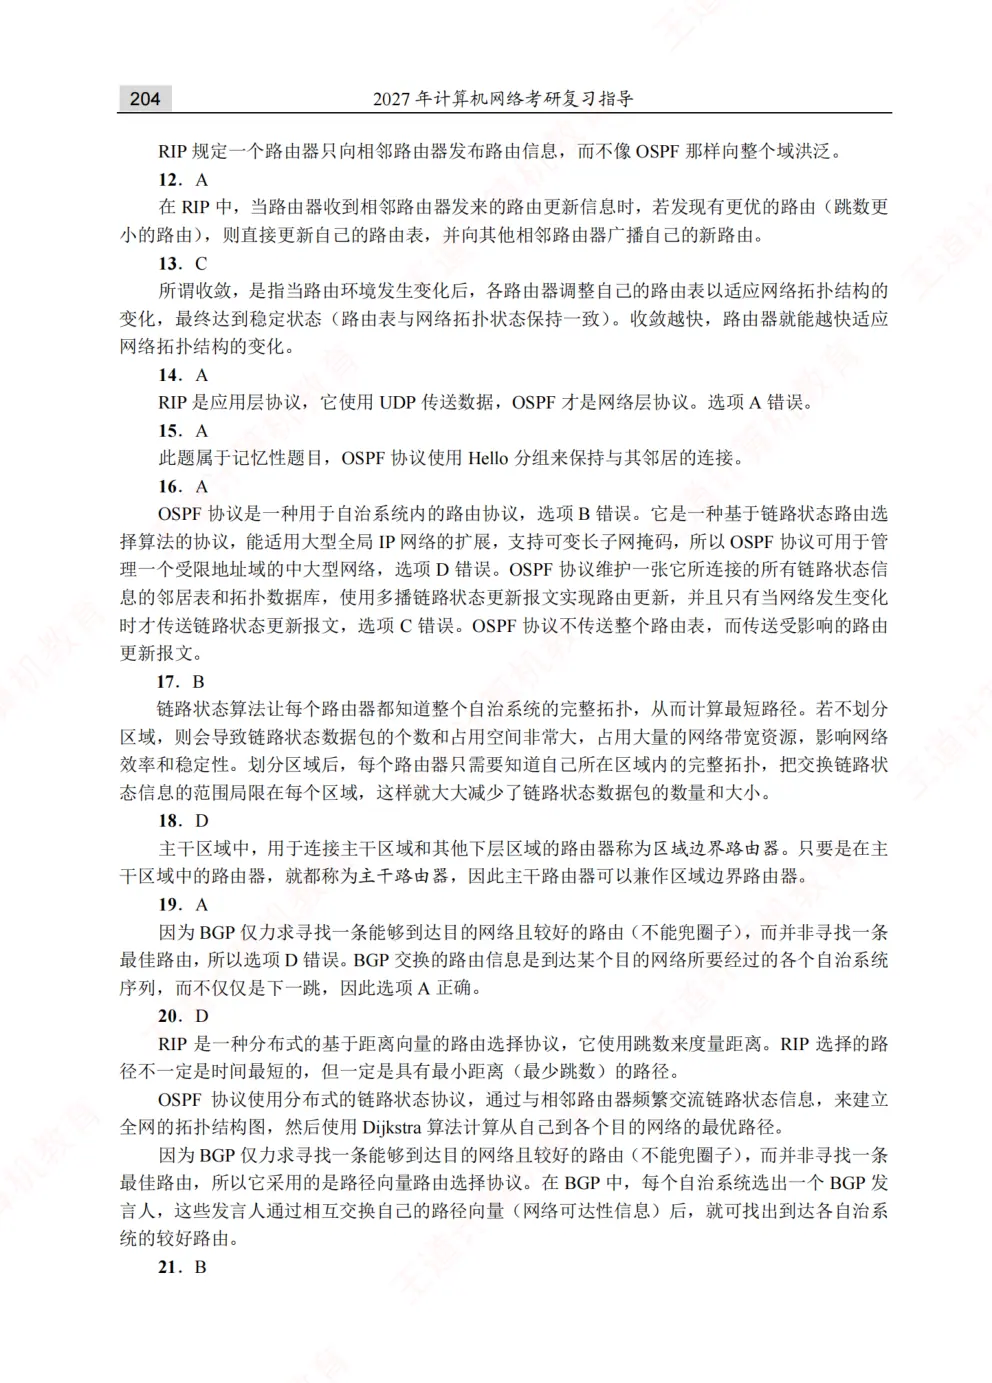 204
2027 年计算机网络考研复习指导
RIP 规定一个路由器只向相邻路由器发布路由信息，而不像 OSPF 那样向整个域洪泛。
12．A
在 RIP 中，当路由器收到相邻路由器发来的路由更新信息时，若发现有更优的路由（跳数更
小的路由），则直接更新自己的路由表，并向其他相邻路由器广播自己的新路由。
13．C
所谓收敛，是指当路由环境发生变化后，各路由器调整自己的路由表以适应网络拓扑结构的
变化，最终达到稳定状态（路由表与网络拓扑状态保持一致）。收敛越快，路由器就能越快适应
网络拓扑结构的变化。
14．A
RIP 是应用层协议，它使用 UDP 传送数据，OSPF 才是网络层协议。选项 A 错误。
15．A
此题属于记忆性题目，OSPF 协议使用 Hello 分组来保持与其邻居的连接。
16．A
OSPF 协议是一种用于自治系统内的路由协议，选项 B 错误。它是一种基于链路状态路由选
择算法的协议，能适用大型全局 IP 网络的扩展，支持可变长子网掩码，所以 OSPF 协议可用于管
理一个受限地址域的中大型网络，选项 D 错误。OSPF 协议维护一张它所连接的所有链路状态信
息的邻居表和拓扑数据库，使用多播链路状态更新报文实现路由更新，并且只有当网络发生变化
时才传送链路状态更新报文，选项 C 错误。OSPF 协议不传送整个路由表，而传送受影响的路由
更新报文。
17．B
链路状态算法让每个路由器都知道整个自治系统的完整拓扑，从而计算最短路径。若不划分
区域，则会导致链路状态数据包的个数和占用空间非常大，占用大量的网络带宽资源，影响网络
效率和稳定性。划分区域后，每个路由器只需要知道自己所在区域内的完整拓扑，把交换链路状
态信息的范围局限在每个区域，这样就大大减少了链路状态数据包的数量和大小。
18．D
主干区域中，用于连接主干区域和其他下层区域的路由器称为区域边界路由器。只要是在主
干区域中的路由器，就都称为主干路由器，因此主干路由器可以兼作区域边界路由器。
19．A
因为 BGP 仅力求寻找一条能够到达目的网络且较好的路由（不能兜圈子），而并非寻找一条
最佳路由，所以选项 D 错误。BGP 交换的路由信息是到达某个目的网络所要经过的各个自治系统
序列，而不仅仅是下一跳，因此选项 A 正确。
20．D
RIP 是一种分布式的基于距离向量的路由选择协议，它使用跳数来度量距离。RIP 选择的路
径不一定是时间最短的，但一定是具有最小距离（最少跳数）的路径。
OSPF 协议使用分布式的链路状态协议，通过与相邻路由器频繁交流链路状态信息，来建立
全网的拓扑结构图，然后使用 Dijkstra 算法计算从自己到各个目的网络的最优路径。
因为 BGP 仅力求寻找一条能够到达目的网络且较好的路由（不能兜圈子），而并非寻找一条
最佳路由，所以它采用的是路径向量路由选择协议。在 BGP 中，每个自治系统选出一个 BGP 发
言人，这些发言人通过相互交换自己的路径向量（网络可达性信息）后，就可找出到达各自治系
统的较好路由。
21．B